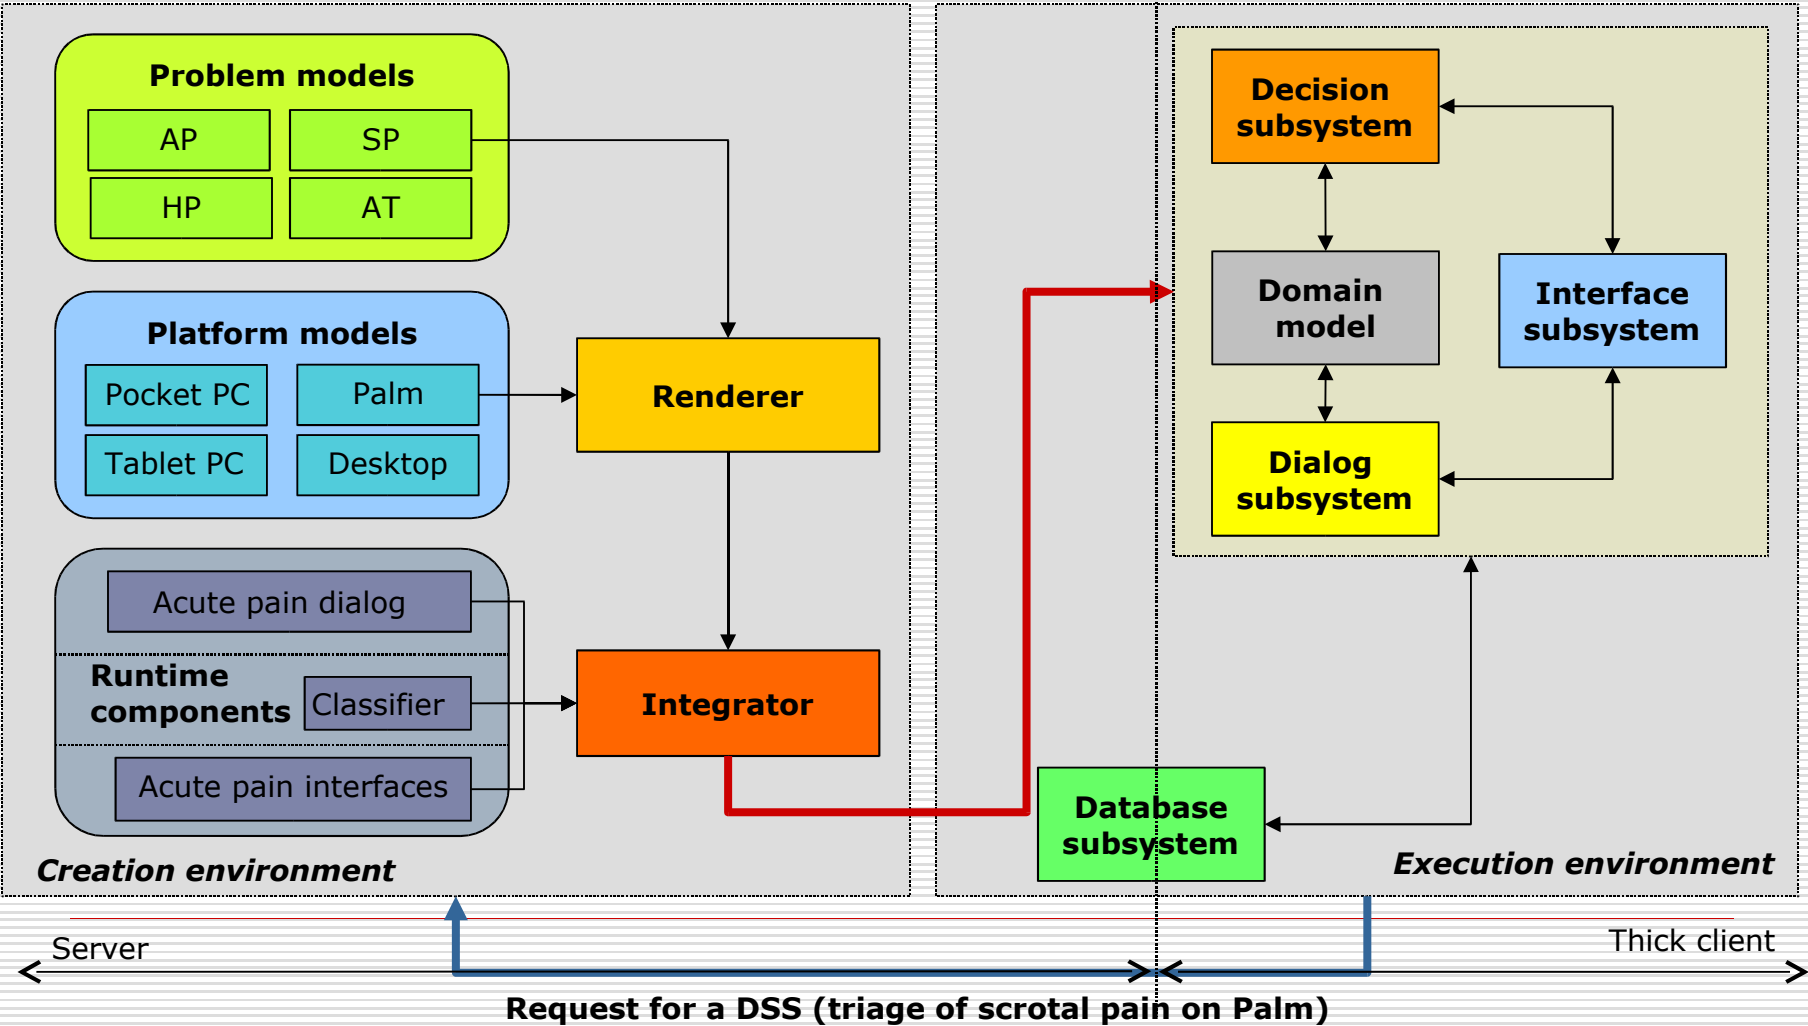 Problem models
AP
SP
HP
AT
Platform models
Pocket PC
Palm
Tablet PC
Desktop
Acute pain dialog
Runtime
components
Classifier
Acute pain interfaces
Creation environment
Renderer
Integrator
Decision
subsystem
Domain
model
Interface
subsystem
Dialog
subsystem
Database
subsystem
Execution environment
Server
Thick client
Request for a DSS (triage of scrotal pain on Palm)